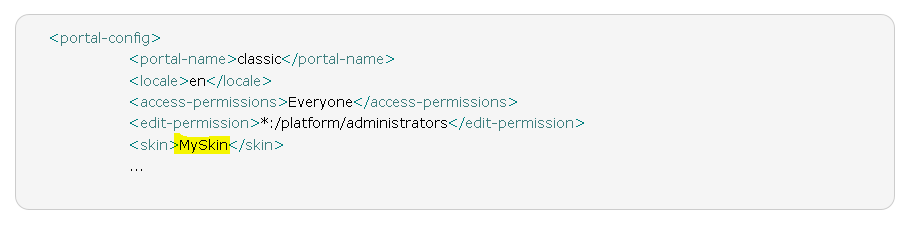 <portal-config>
<portal-name>classic</portal-name>
<locale>en</locale>
<access-permissions>Everyone</access-permissions>
<edit-permission>*:/platform/administrators</edit-permission>
<skin>MySkin</skin>
...